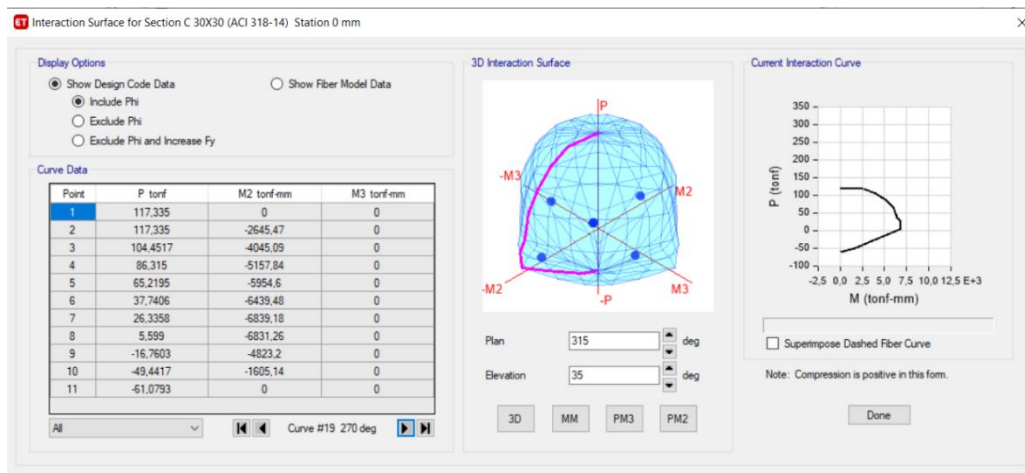 ET Interaction Surface for Section C 30X30 (ACI 318-14) Station 0 mm
Display Options
Show Design Code Data Show Fiber Model Data
Include Phi
Exclude Phi
Exclude Phi and Increase Fy
Curve Data
Point P tonf M2 tonf-mm M3 tonf-mm
1 117,335 0 0
2 117,335 -2645,47 0
3 104,4517 -4045,09 0
4 86,315 -5157,84 0
5 65,2195 -5954,6 0
6 37,7406 -6439,48 0
7 26,3358 -6839,18 0
8 5,599 -6831,26 0
9 -16,7603 -4823,2 0
10 -49,4417 -1605,14 0
11 -61,0793 0 0
All Curve #19 270 deg
3D Interaction Surface
P
-M3
M2
-M2
-P
M3
Plan 315 deg
Elevation 35 deg
3D MM PM3 PM2
Current Interaction Curve
350
300
250
200
150
100
50
0
-50
-100
P (tonf)
-2,5 0,0 2,5 5,0 7,5 10,0 12,5 E+3
M (tonf-mm)
Superimpose Dashed Fiber Curve
Note: Compression is positive in this form.
Done